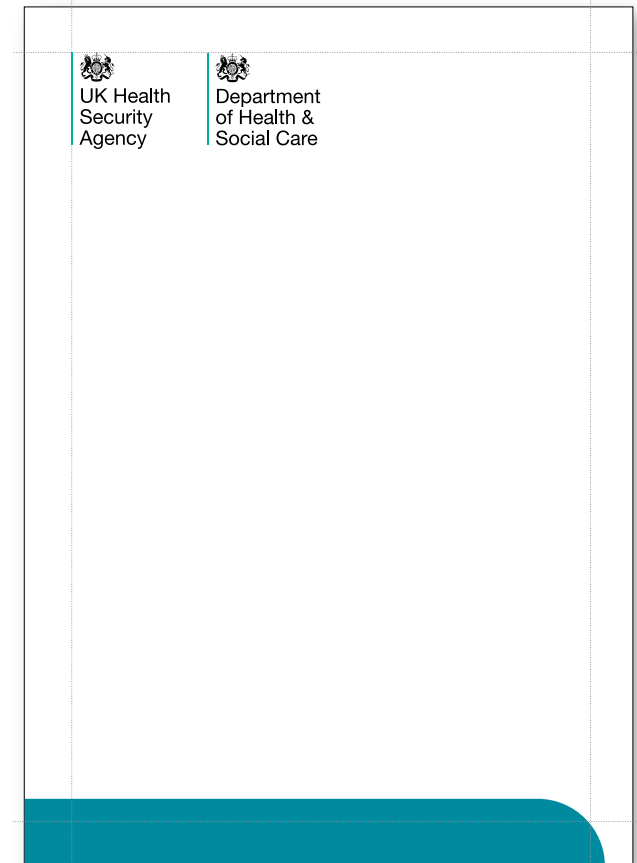 UK Health
Security
Agency
Department
of Health &
Social Care